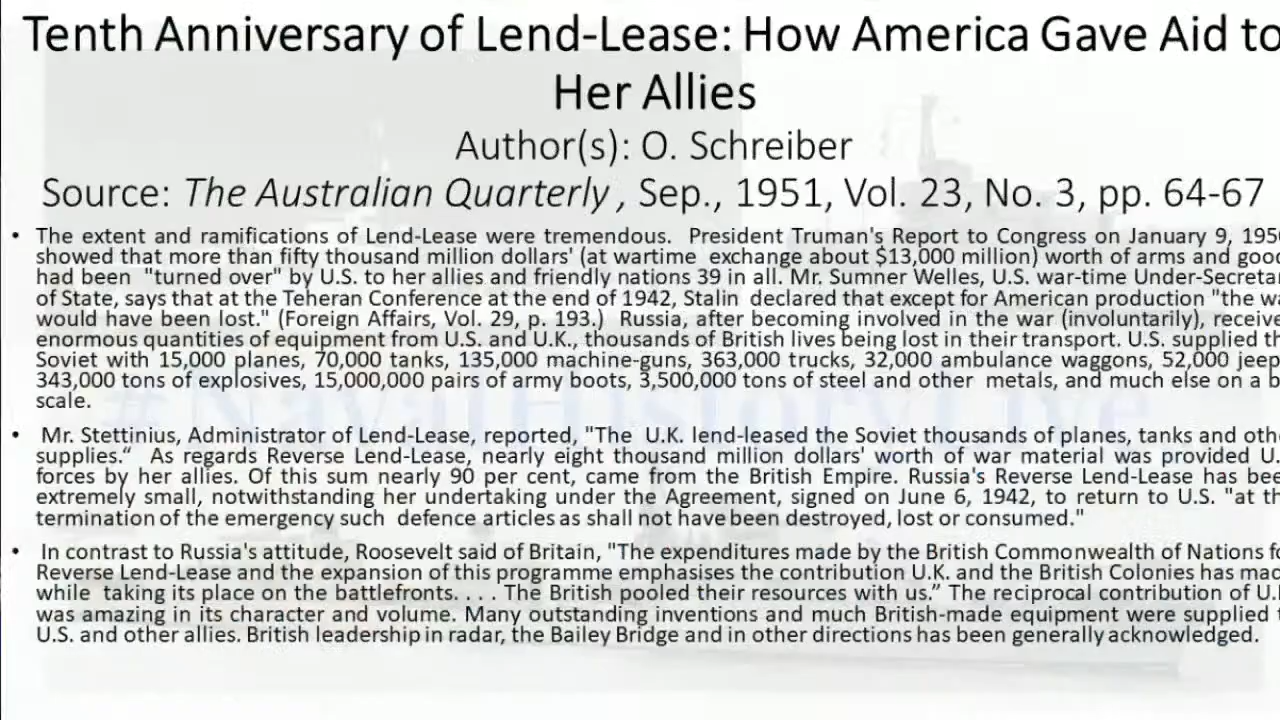 Tenth Anniversary of Lend-Lease: How America Gave Aid to
Her Allies
Author(s): O. Schreiber
Source: The Australian Quarterly , Sep., 1951, Vol. 23, No. 3, pp. 64-67
• The extent and ramifications of Lend-Lease were tremendous. President Truman's Report to Congress on January 9, 195
showed that more than fifty thousand million dollars' (at wartime exchange about $13,000 million) worth of arms and goo
had been "turned over" by U.S. to her allies and friendly nations 39 in all. Mr. Sumner Welles, U.S. war-time Under-Secreta
of State, says that at the Teheran Conference at the end of 1942, Stalin declared that except for American production "the wa
would have been lost." (Foreign Affairs, Vol. 29, p. 193.) Russia, after becoming involved in the war (involuntarily), receive
enormous quantities of equipment from U.S. and U.K., thousands of British lives being lost in their transport. U.S. supplied th
Soviet with 15,000 planes, 70,000 tanks, 135,000 machine-guns, 363,000 trucks, 32,000 ambulance waggons, 52,000 jeep
343,000 tons of explosives, 15,000,000 pairs of army boots, 3,500,000 tons of steel and other metals, and much else on a b
scale.
• Mr. Stettinius, Administrator of Lend-Lease, reported, "The U.K. lend-leased the Soviet thousands of planes, tanks and oth
supplies.“ As regards Reverse Lend-Lease, nearly eight thousand million dollars' worth of war material was provided U.
forces by her allies. Of this sum nearly 90 per cent, came from the British Empire. Russia's Reverse Lend-Lease has bee
extremely small, notwithstanding her undertaking under the Agreement, signed on June 6, 1942, to return to U.S. "at th
termination of the emergency such defence articles as shall not have been destroyed, lost or consumed."
• In contrast to Russia's attitude, Roosevelt said of Britain, "The expenditures made by the British Commonwealth of Nations fo
Reverse Lend-Lease and the expansion of this programme emphasises the contribution U.K. and the British Colonies has mad
while taking its place on the battlefronts. . . . The British pooled their resources with us.” The reciprocal contribution of U.
was amazing in its character and volume. Many outstanding inventions and much British-made equipment were supplied t
U.S. and other allies. British leadership in radar, the Bailey Bridge and in other directions has been generally acknowledged.
#NavalHistoryLive